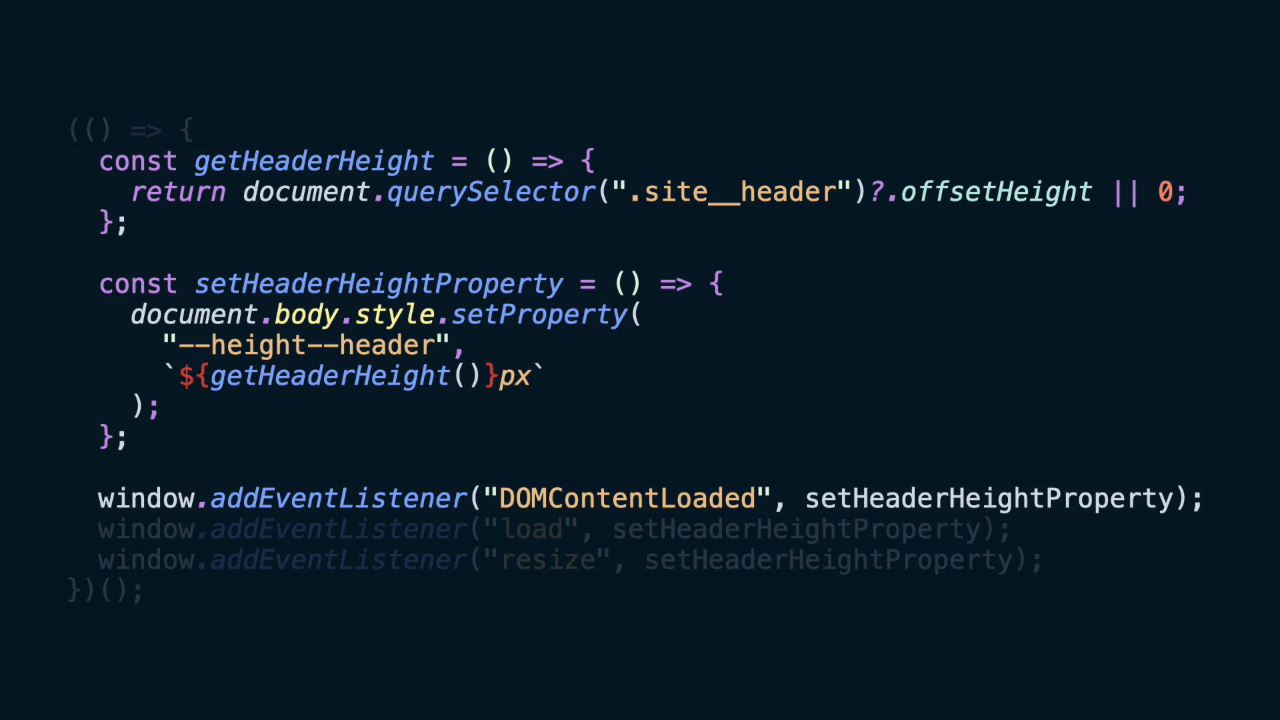 (() => {
  const getHeaderHeight = () => {
    return document.querySelector(".site__header")?.offsetHeight || 0;
  };

  const setHeaderHeightProperty = () => {
    document.body.style.setProperty(
      "--height--header",
      `${getHeaderHeight()}px`
    );
  };

  window.addEventListener("DOMContentLoaded", setHeaderHeightProperty);
  window.addEventListener("load", setHeaderHeightProperty);
  window.addEventListener("resize", setHeaderHeightProperty);
})();